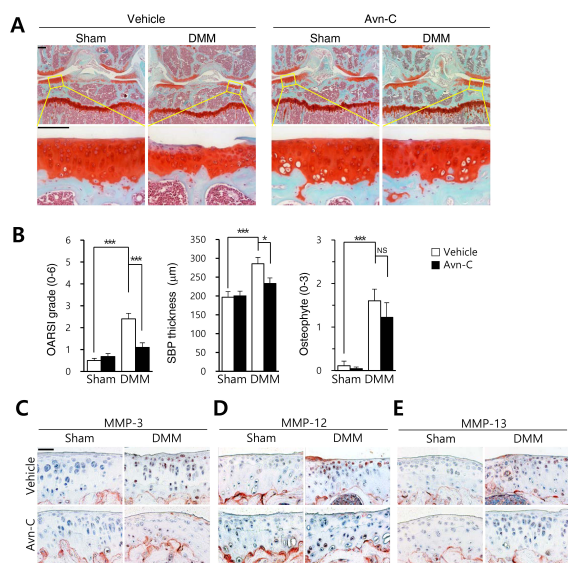 A
Vehicle
Avn-C
Sham
DMM
Sham
DMM
B
OARSI grade (0-6)
6
5
4
3
2
1
0
Sham
DMM
***
***
SBP thickness (μm)
350
300
250
200
150
100
50
0
Sham
DMM
***
*
Osteophyte (0-3)
3
2
1
0
Sham
DMM
***
NS
Vehicle
Avn-C
C
MMP-3
D
MMP-12
E
MMP-13
Sham
DMM
Sham
DMM
Sham
DMM
Vehicle
Avn-C